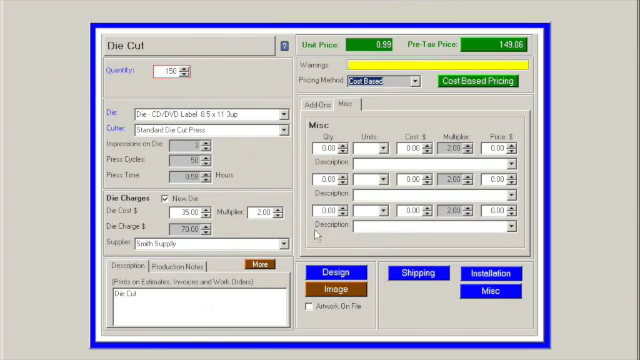 Die Cut ?
Unit Price: 0.99 Pre-Tax Price: 149.06
Quantity: 150
Warnings:
Pricing Method Cost Based Cost Based Pricing
Add-Ons Misc
Die: Die - CD/DVD Label 8.5 x 11 3up
Cutter: Standard Die Cut Press
Impressions on Die 3
Press Cycles: 50
Press Time: 0.58 Hours
Misc
Qty. Units: Cost: $ Multiplier: Price: $
0.00 0.00 2.00 0.00
Description:
0.00 0.00 2.00 0.00
Description:
0.00 0.00 2.00 0.00
Description:
Die Charges New Die
Die Cost $ 35.00 Multiplier: 2.00
Die Charge $ 70.00
Supplier Smith Supply
Description Production Notes More
(Prints on Estimates, Invoices and Work Orders)
Die Cut
Design Shipping Installation
Image Misc
Artwork On File